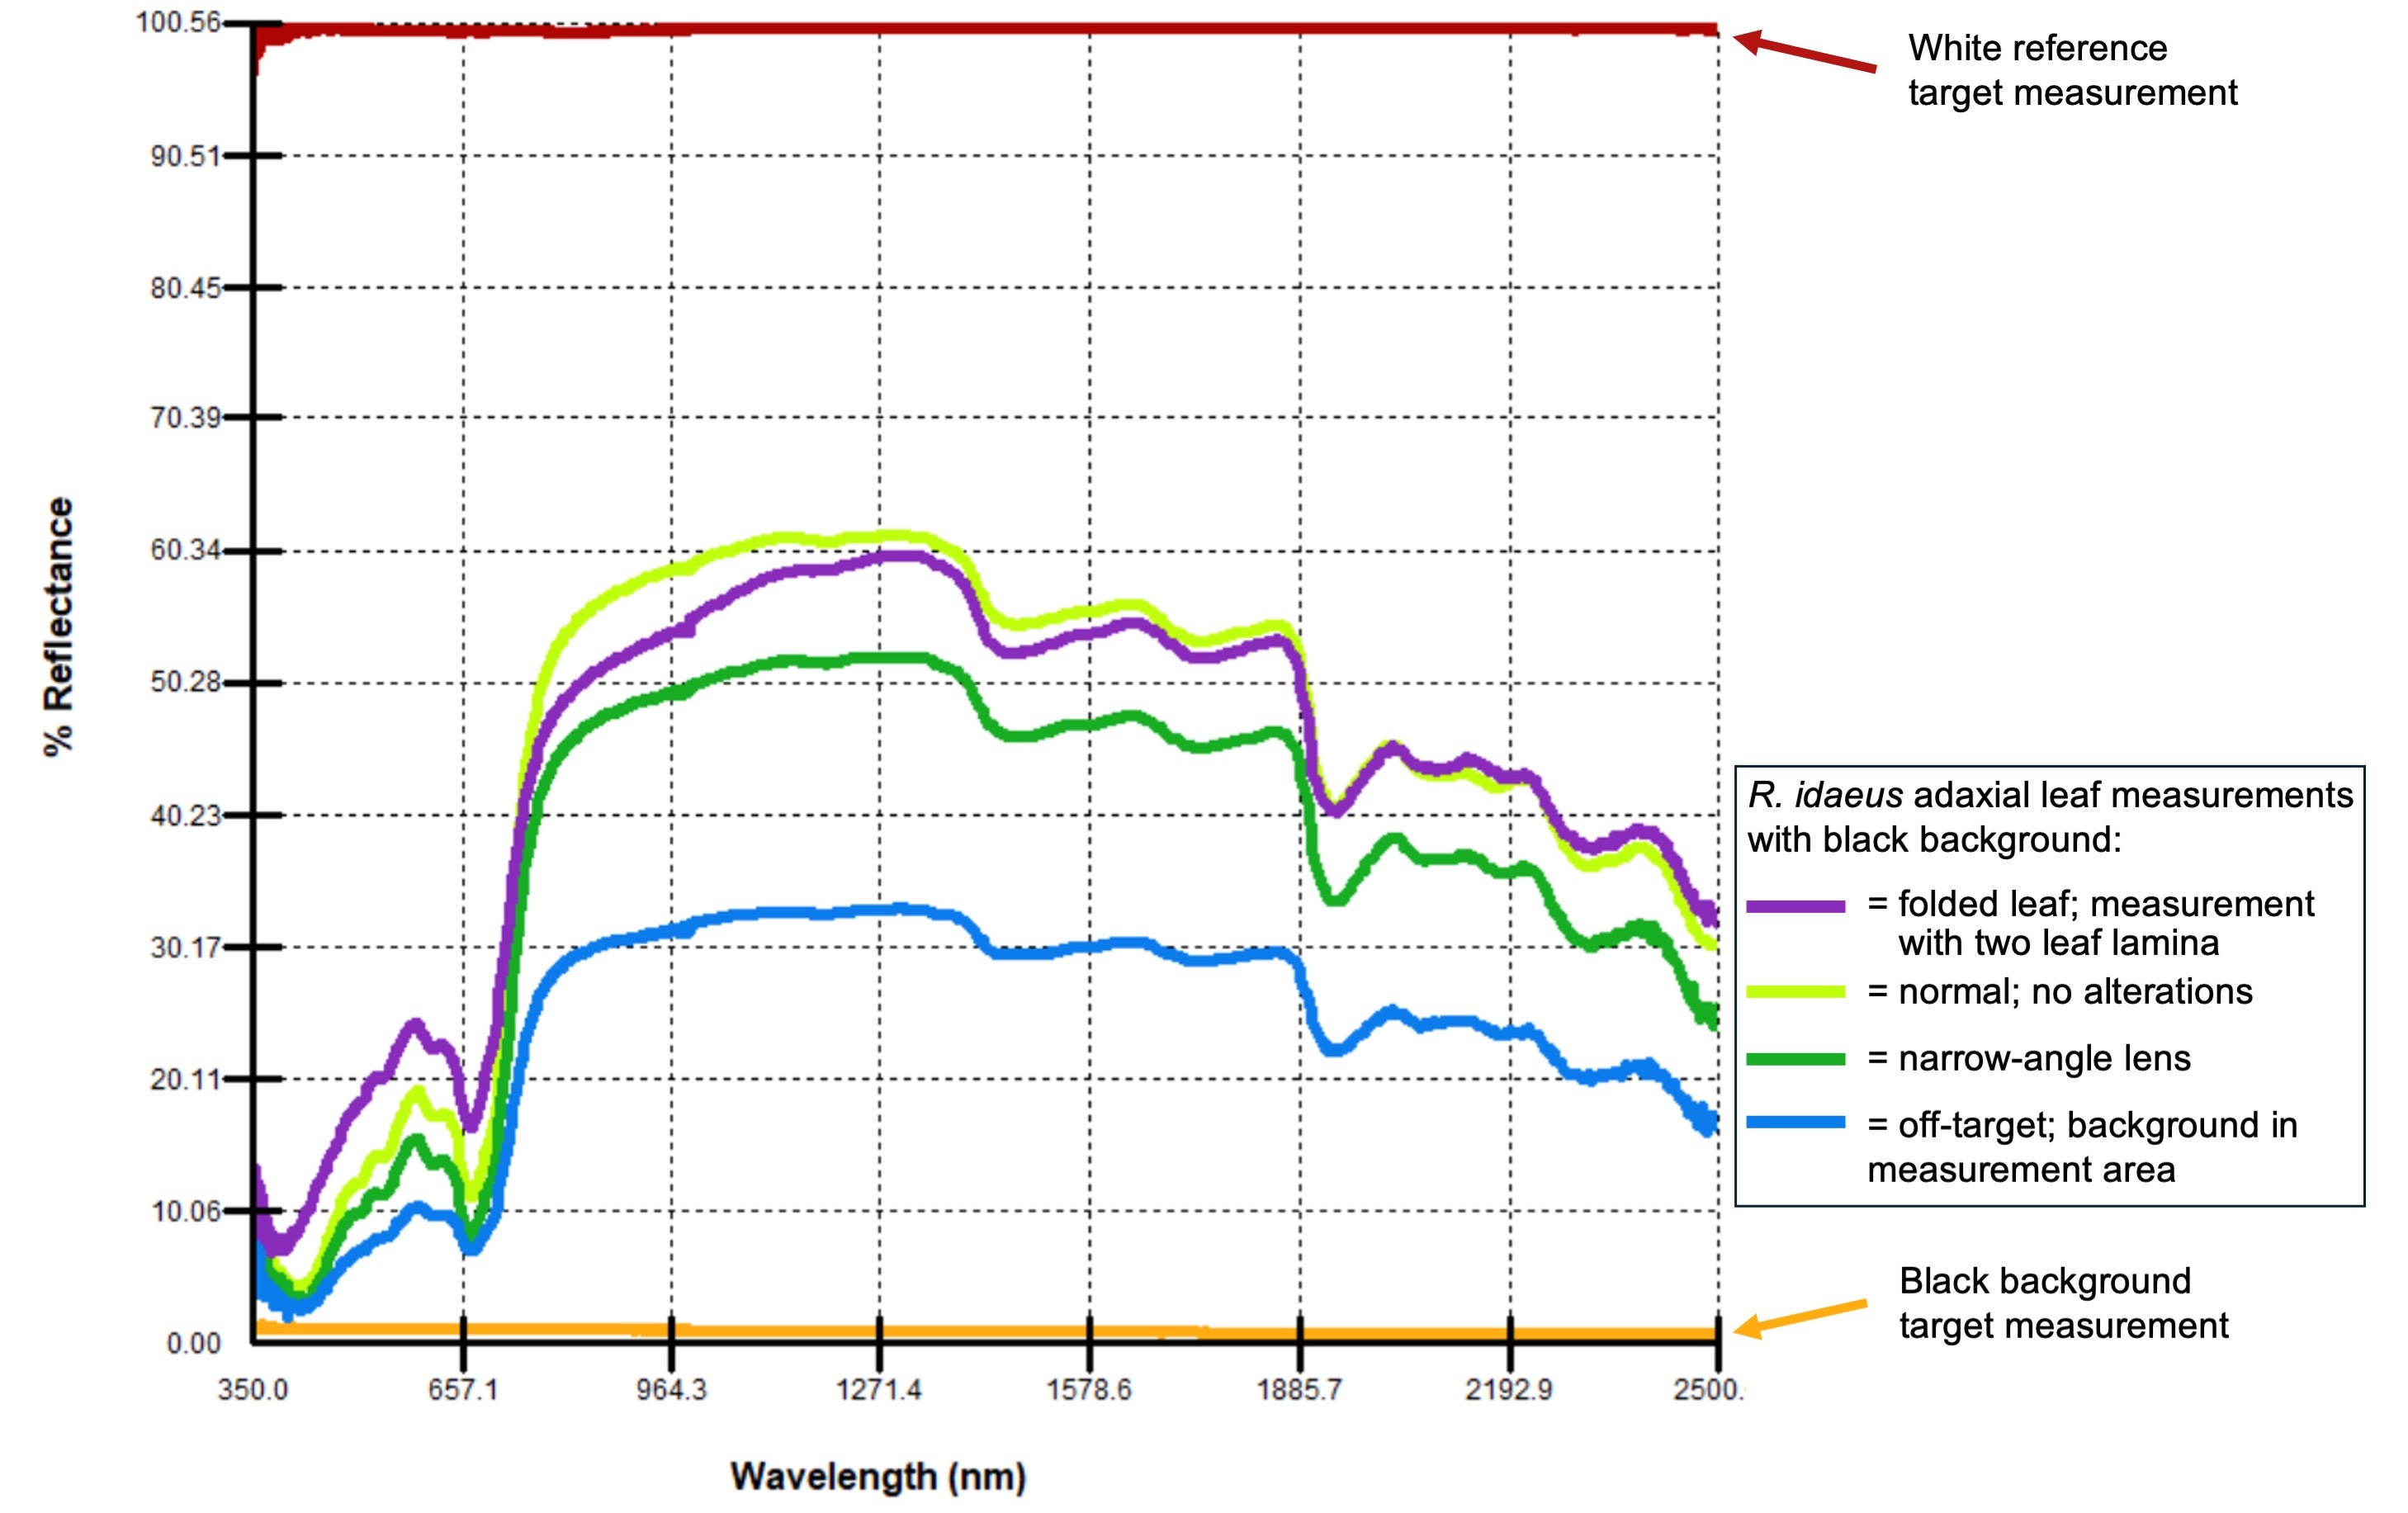 100.56
White reference
target measurement
90.51
80.45
70.39
60.34
50.28
40.23
30.17
20.11
10.06
0.00
% Reflectance
R. idaeus adaxial leaf measurements
with black background:
= folded leaf; measurement
with two leaf lamina
= normal; no alterations
= narrow-angle lens
= off-target; background in
measurement area
Black background
target measurement
350.0 657.1 964.3 1271.4 1578.6 1885.7 2192.9 2500.
Wavelength (nm)